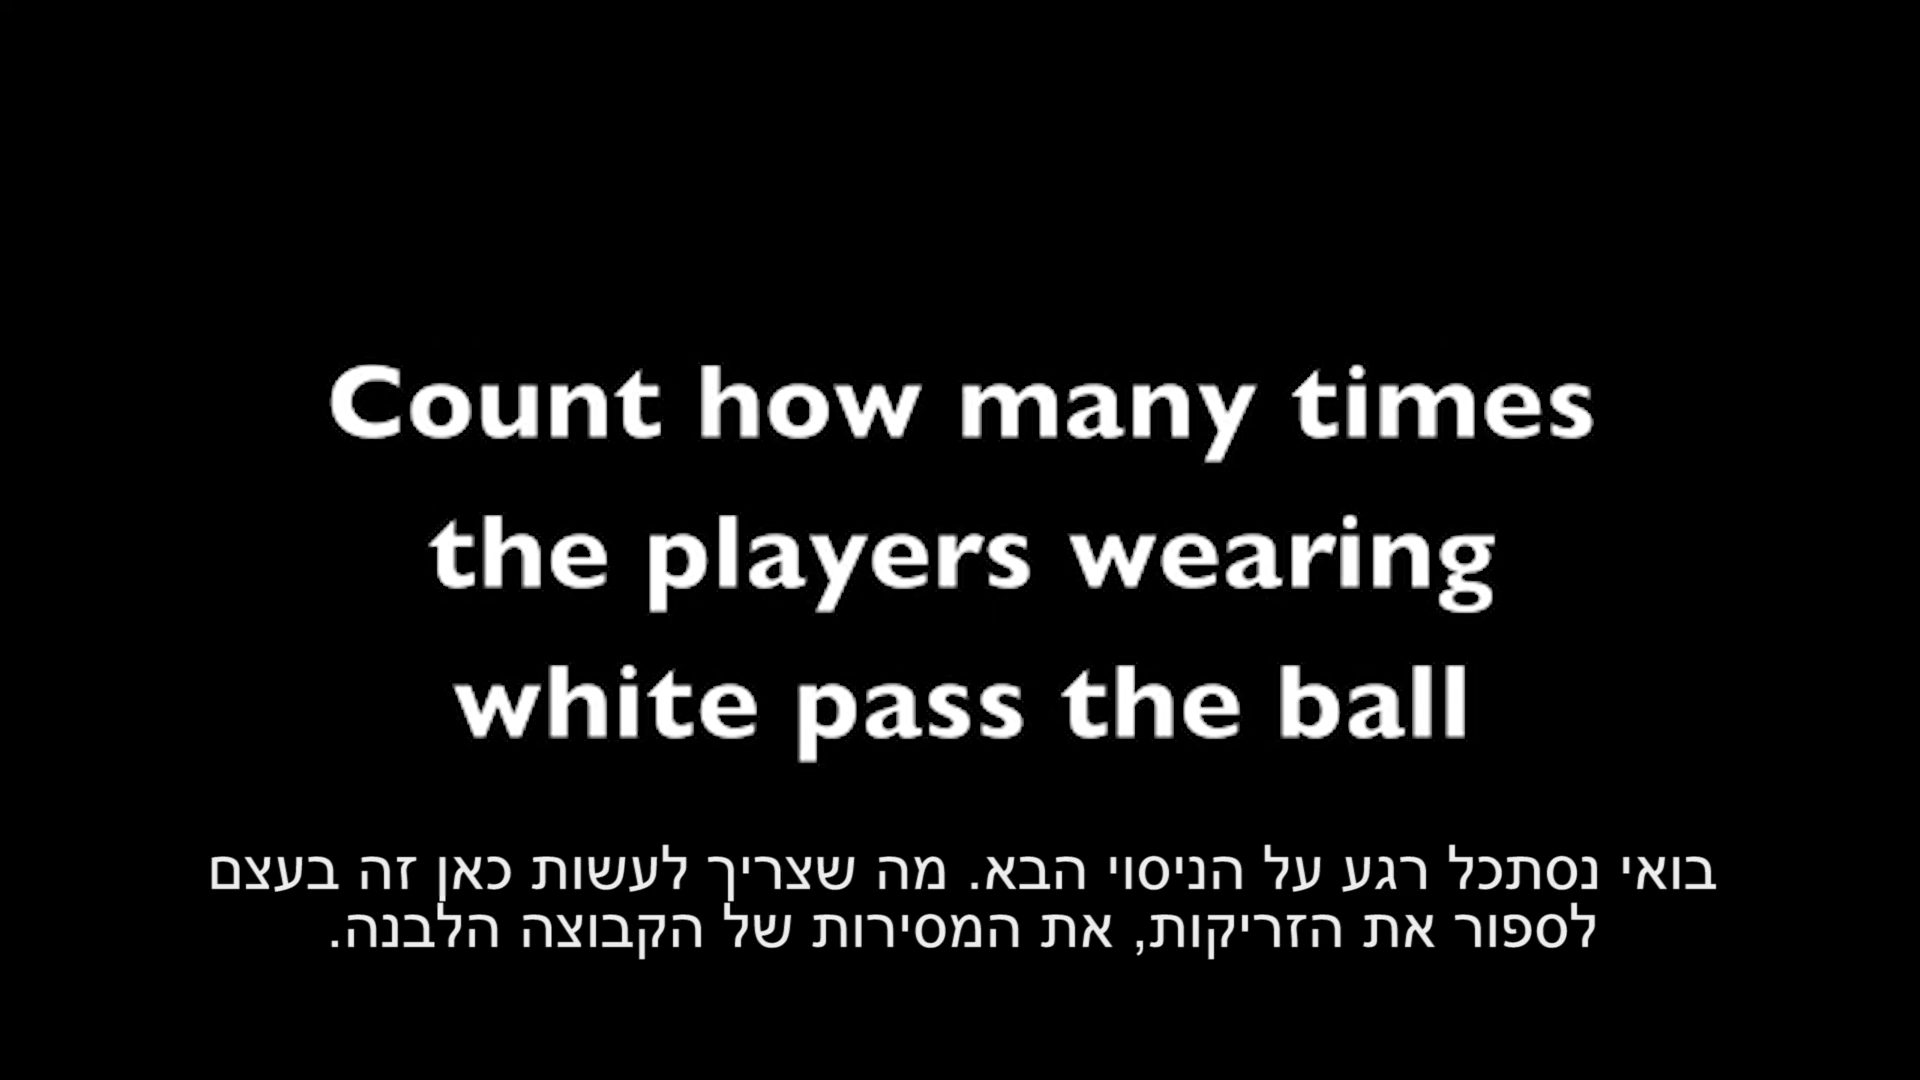 Count how many times
the players wearing
white pass the ball
בואי נסתכל רגע על הניסוי הבא. מה שצריך לעשות כאן זה בעצם
לספור את הזריקות, את המסירות של הקבוצה הלבנה.